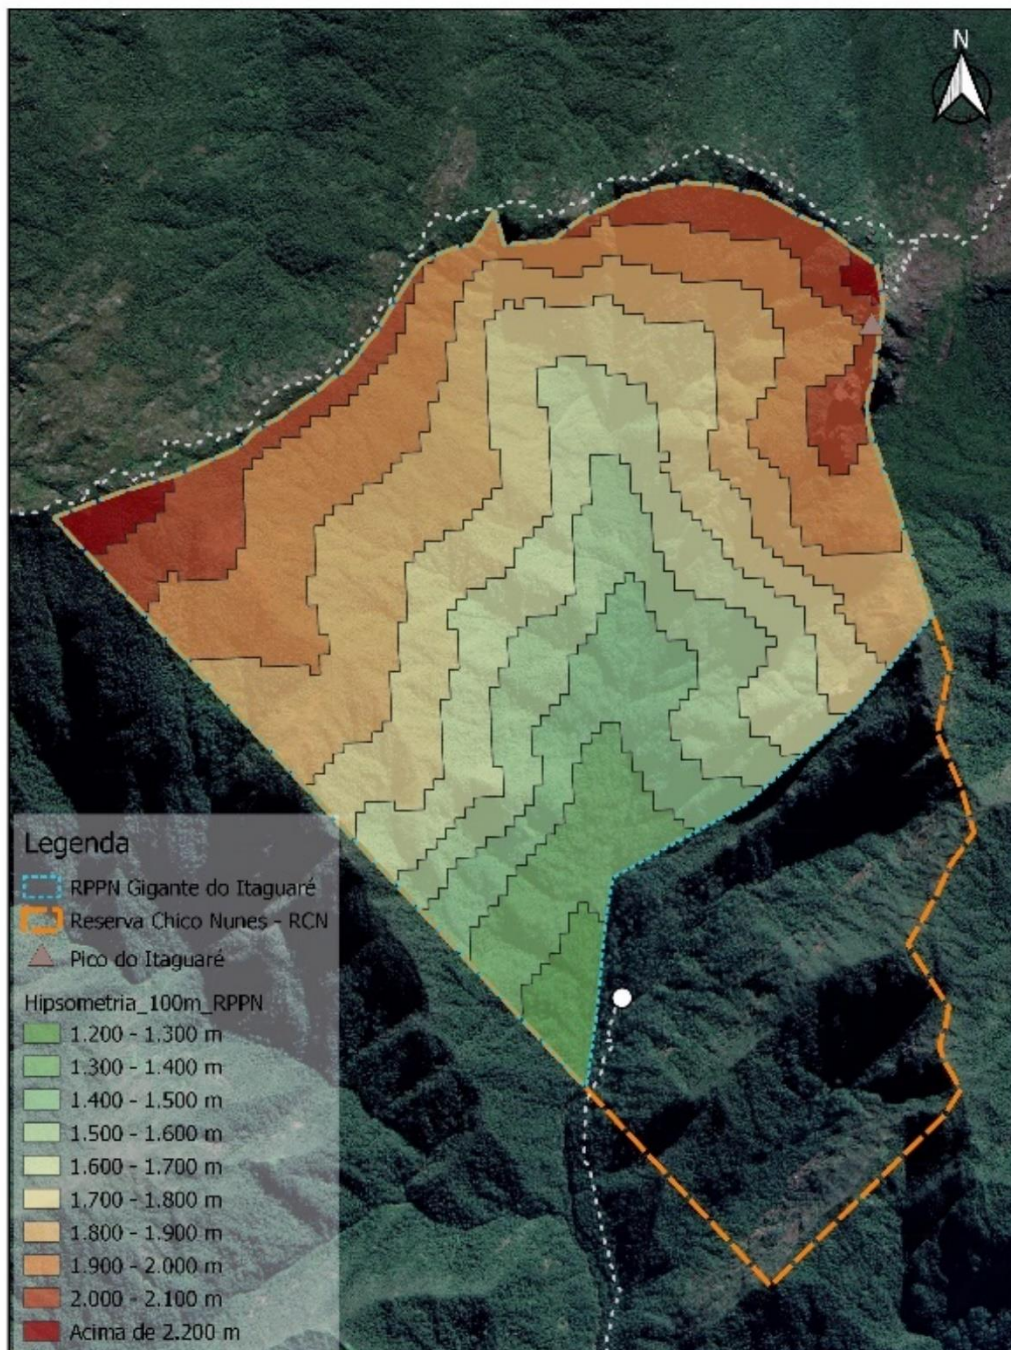 N
Legenda
RPPN Gigante do Itaguaré
Reserva Chico Nunes - RCN
Pico do Itaguaré
Hipsometria_100m_RPPN
1.200 - 1.300 m
1.300 - 1.400 m
1.400 - 1.500 m
1.500 - 1.600 m
1.600 - 1.700 m
1.700 - 1.800 m
1.800 - 1.900 m
1.900 - 2.000 m
2.000 - 2.100 m
Acima de 2.200 m